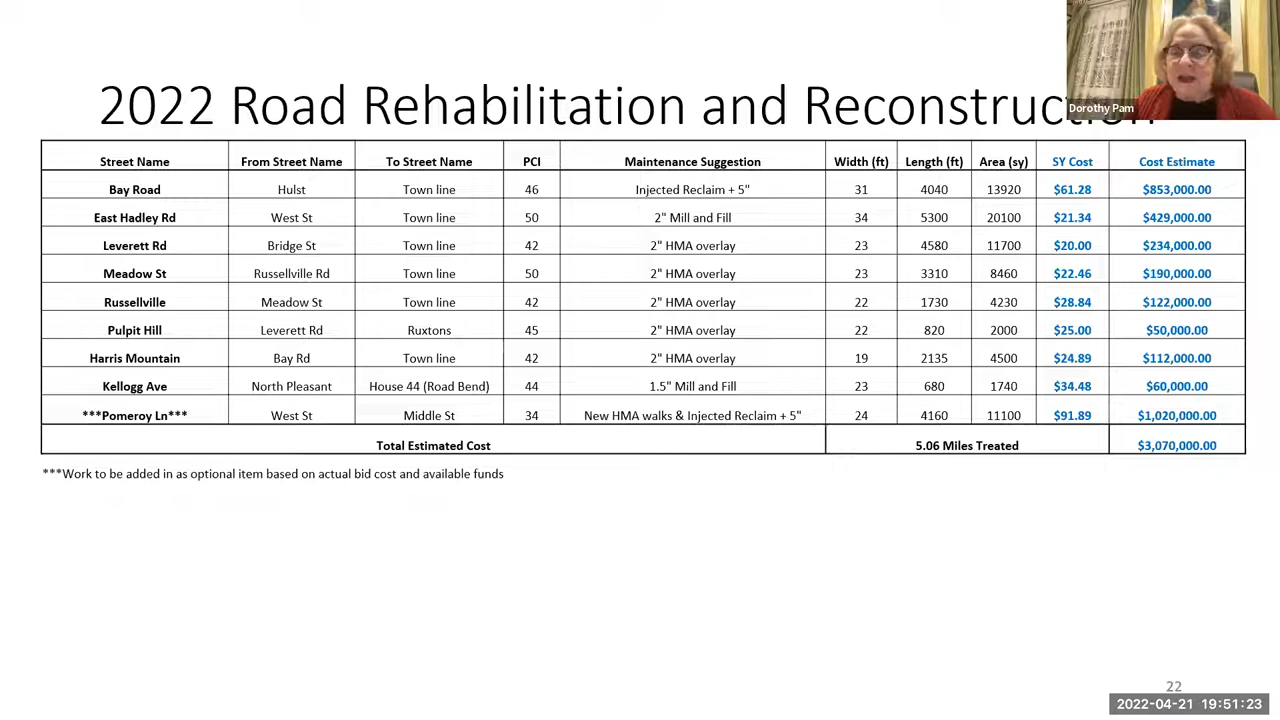 2022 Road Rehabilitation and Reconstruction
Dorothy Pam
Street Name From Street Name To Street Name PCI Maintenance Suggestion Width (ft) Length (ft) Area (sy) SY Cost Cost Estimate
Bay Road Hulst Town line 46 Injected Reclaim + 5" 31 4040 13920 $61.28 $853,000.00
East Hadley Rd West St Town line 50 2" Mill and Fill 34 5300 20100 $21.34 $429,000.00
Leverett Rd Bridge St Town line 42 2" HMA overlay 23 4580 11700 $20.00 $234,000.00
Meadow St Russellville Rd Town line 50 2" HMA overlay 23 3310 8460 $22.46 $190,000.00
Russellville Meadow St Town line 42 2" HMA overlay 22 1730 4230 $28.84 $122,000.00
Pulpit Hill Leverett Rd Ruxtons 45 2" HMA overlay 22 820 2000 $25.00 $50,000.00
Harris Mountain Bay Rd Town line 42 2" HMA overlay 19 2135 4500 $24.89 $112,000.00
Kellogg Ave North Pleasant House 44 (Road Bend) 44 1.5" Mill and Fill 23 680 1740 $34.48 $60,000.00
***Pomeroy Ln*** West St Middle St 34 New HMA walks & Injected Reclaim + 5" 24 4160 11100 $91.89 $1,020,000.00
Total Estimated Cost 5.06 Miles Treated $3,070,000.00
***Work to be added in as optional item based on actual bid cost and available funds
22
2022-04-21 19:51:23